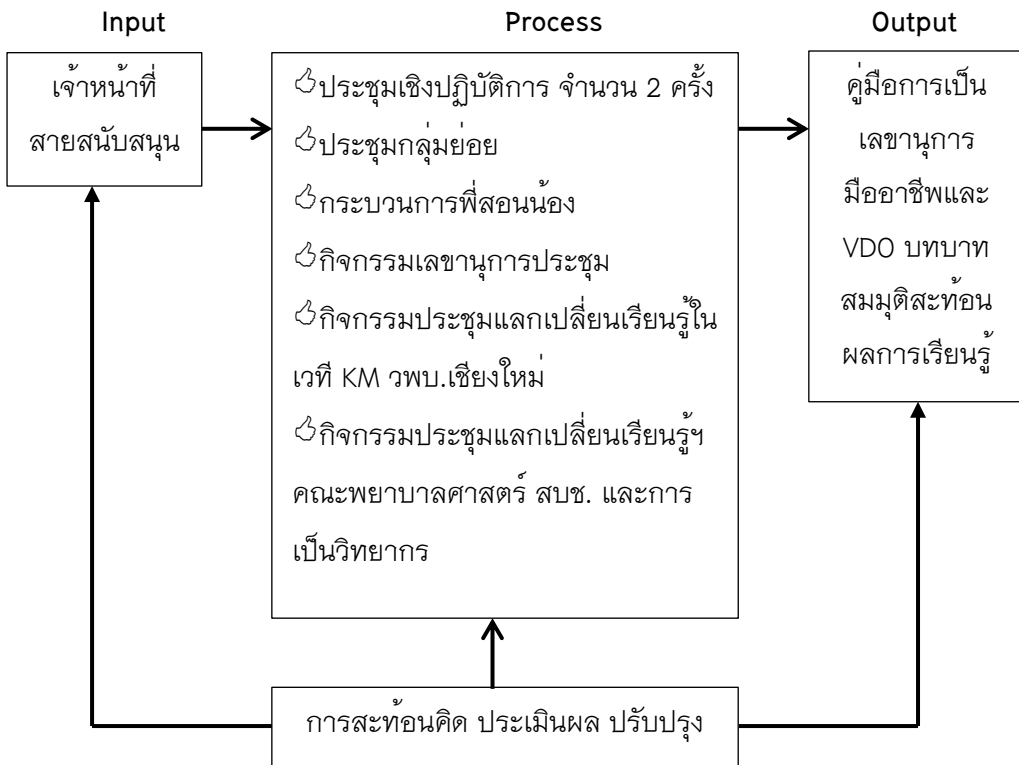 Input
Process
Output
เจ้าหน้าที่
สายสนับสนุน
ประชุมเชิงปฏิบัติการ จำนวน 2 ครั้ง
ประชุมกลุ่มย่อย
กระบวนการพี่สอนน้อง
กิจกรรมเลขานุการประชุม
กิจกรรมประชุมแลกเปลี่ยนเรียนรู้ใน
เวที KM วพบ.เชียงใหม่
กิจกรรมประชุมแลกเปลี่ยนเรียนรู้ฯ
คณะพยาบาลศาสตร์ สบช. และการ
เป็นวิทยากร
คู่มือการเป็น
เลขานุการ
มืออาชีพและ
VDO บทบาท
สมมุติสะท้อน
ผลการเรียนรู้
การสะท้อนคิด ประเมินผล ปรับปรุง